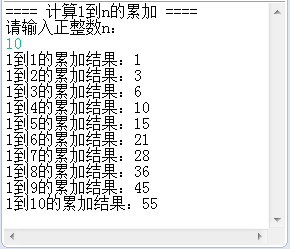 ==== 计算1到n的累加 ====
请输入正整数n：
10
1到1的累加结果：1
1到2的累加结果：3
1到3的累加结果：6
1到4的累加结果：10
1到5的累加结果：15
1到6的累加结果：21
1到7的累加结果：28
1到8的累加结果：36
1到9的累加结果：45
1到10的累加结果：55